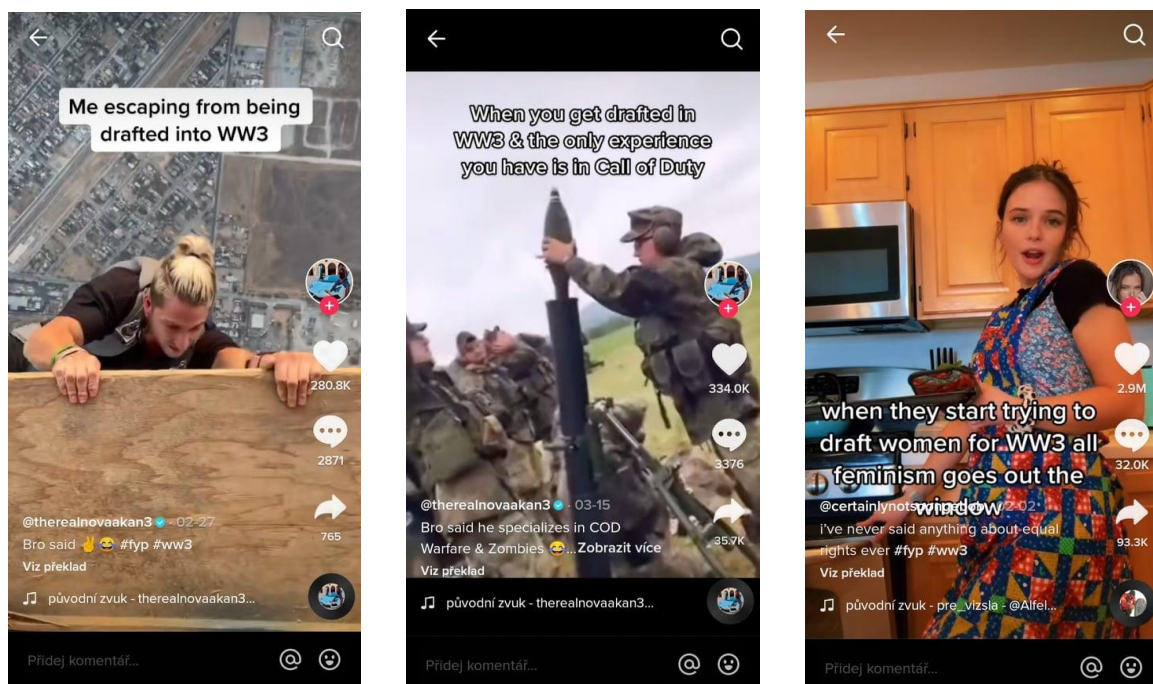 Me escaping from being
drafted into WW3
280.8K
2871
765
@therealnovaakan3 · 02-27
Bro said ✌️😂 #fyp #ww3
Viz překlad
původní zvuk - therealnovaakan3...
Přidej komentář...
When you get drafted in
WW3 & the only experience
you have is in Call of Duty
334.0K
3376
35.7K
@therealnovaakan3 · 03-15
Bro said he specializes in COD
Warfare & Zombies 😂...Zobrazit více
Viz překlad
původní zvuk - therealnovaakan3...
Přidej komentář...
2.9M
when they start trying to
draft women for WW3 all
feminism goes out the
window
32.0K
93.3K
i've never said anything about equal
rights ever #fyp #ww3
Viz překlad
původní zvuk - pre_vizsla - @Alfel...
Přidej komentář...